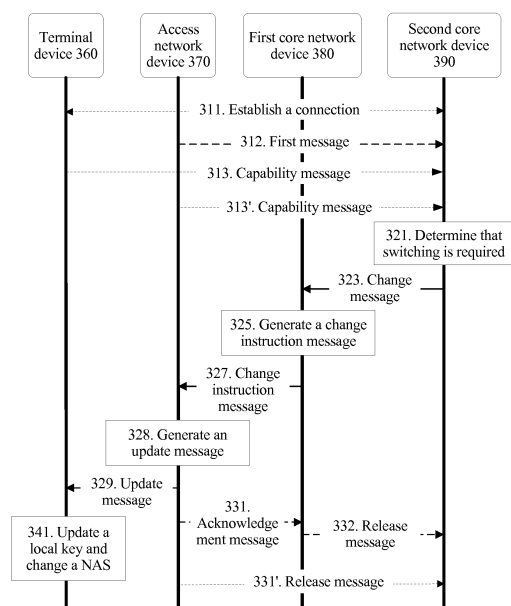 Terminal
device 360
Access
network
device 370
First core network
device 380
Second core
network device
390
311. Establish a connection
312. First message
313. Capability message
313'. Capability message
321. Determine that
switching is required
323. Change
message
325. Generate a change
instruction message
327. Change
instruction
message
328. Generate an
update message
329. Update
message
331.
Acknowledge
ment message
332. Release
message
341. Update a
local key and
change a NAS
331'. Release message